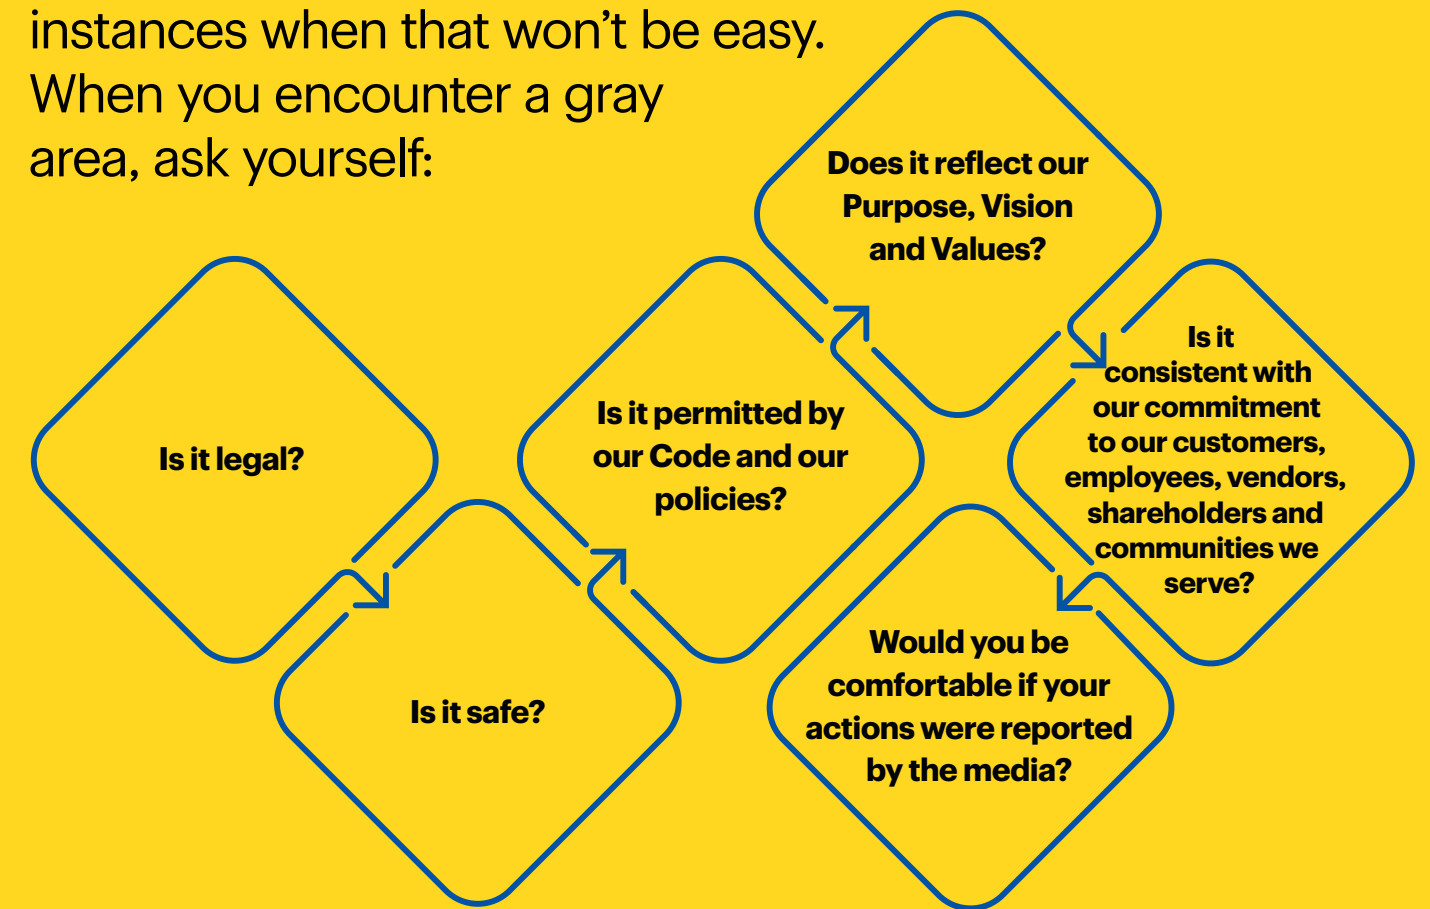 instances when that won’t be easy.
When you encounter a gray
area, ask yourself:
Is it legal?
Is it safe?
Is it permitted by
our Code and our
policies?
Does it reflect our
Purpose, Vision
and Values?
Is it
consistent with
our commitment
to our customers,
employees, vendors,
shareholders and
communities we
serve?
Would you be
comfortable if your
actions were reported
by the media?